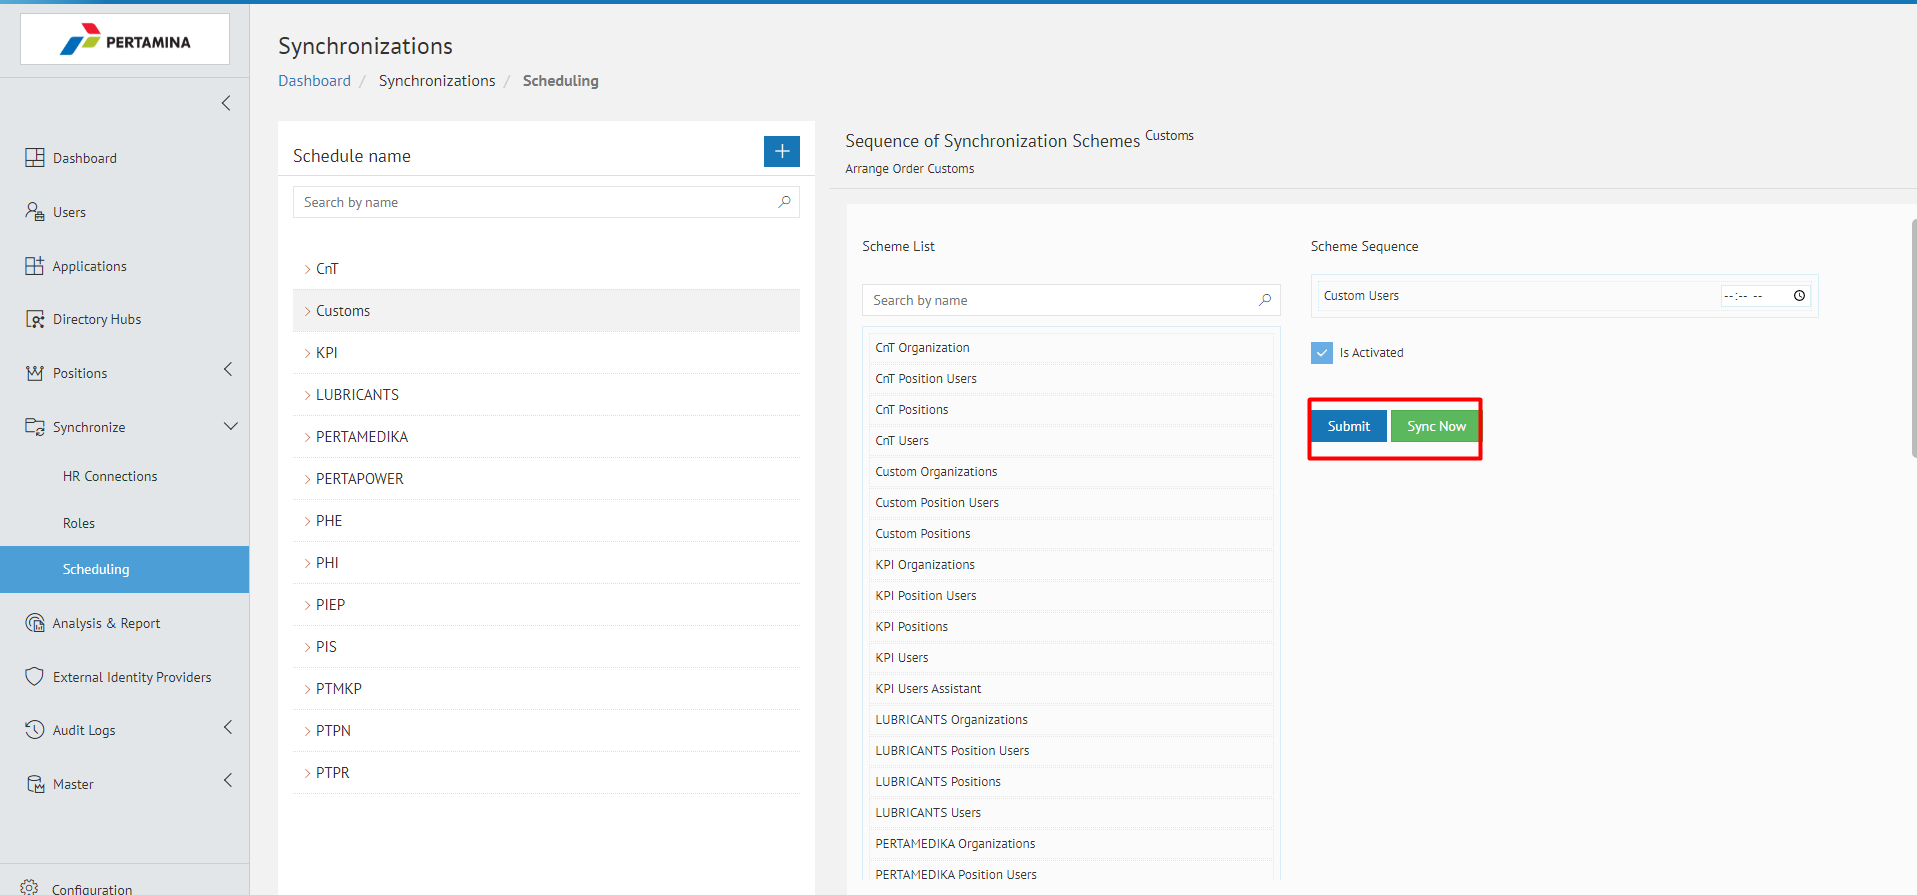 PERTAMINA
Dashboard
Users
Applications
Directory Hubs
Positions
Synchronize
HR Connections
Roles
Scheduling
Analysis & Report
External Identity Providers
Audit Logs
Master
Configuration
Synchronizations
Dashboard / Synchronizations / Scheduling
Schedule name
+
Search by name
CnT
Customs
KPI
LUBRICANTS
PERTAMEDIKA
PERTAPOWER
PHE
PHI
PIEP
PIS
PTMKP
PTPN
PTPR
Sequence of Synchronization Schemes Customs
Arrange Order Customs
Scheme List
Search by name
CnT Organization
CnT Position Users
CnT Positions
CnT Users
Custom Organizations
Custom Position Users
Custom Positions
KPI Organizations
KPI Position Users
KPI Positions
KPI Users
KPI Users Assistant
LUBRICANTS Organizations
LUBRICANTS Position Users
LUBRICANTS Positions
LUBRICANTS Users
PERTAMEDIKA Organizations
PERTAMEDIKA Position Users
Scheme Sequence
Custom Users --:-- --
Is Activated
Submit Sync Now